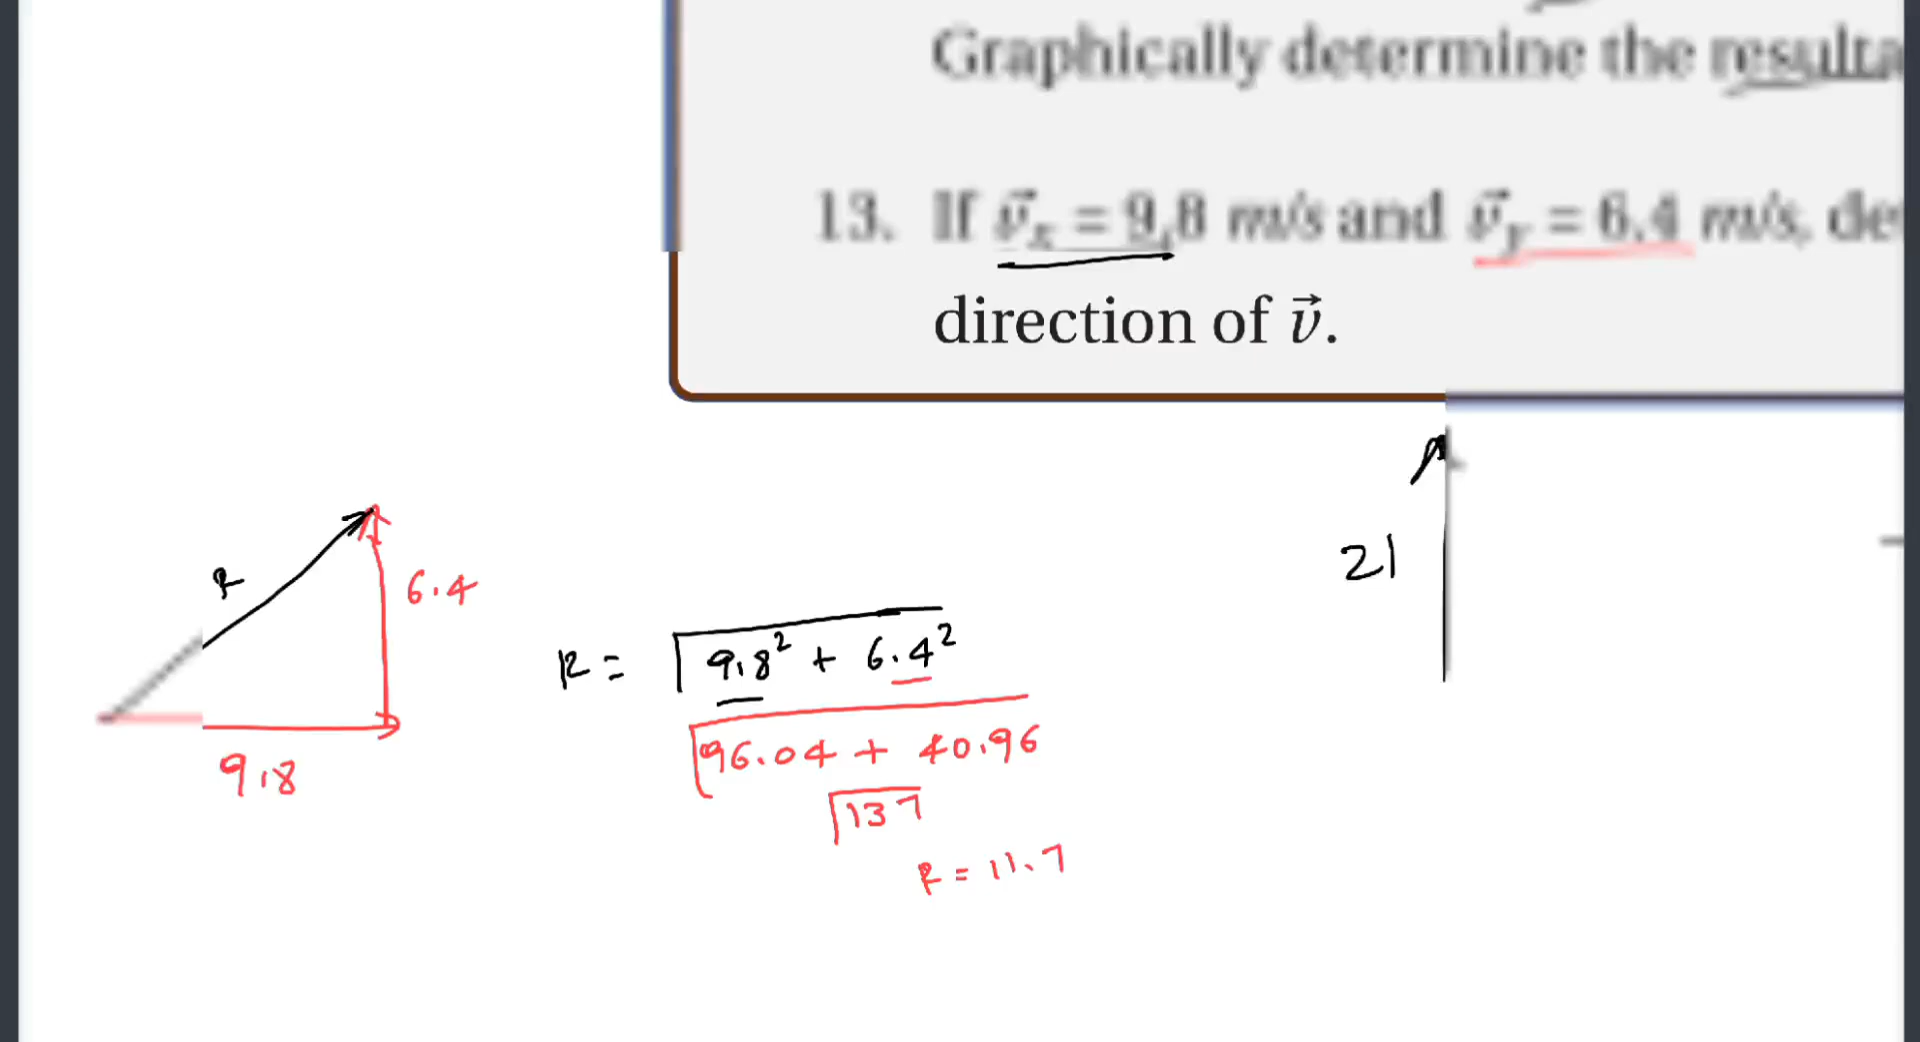 Graphically determine the resulta
13. If v⃗ₓ = 9.8 m/s and v⃗ᵧ = 6.4 m/s, de
direction of v⃗.
21
R
6.4
R = √9.8² + 6.4²
√96.04 + 40.96
9.8
√137
R = 11.7